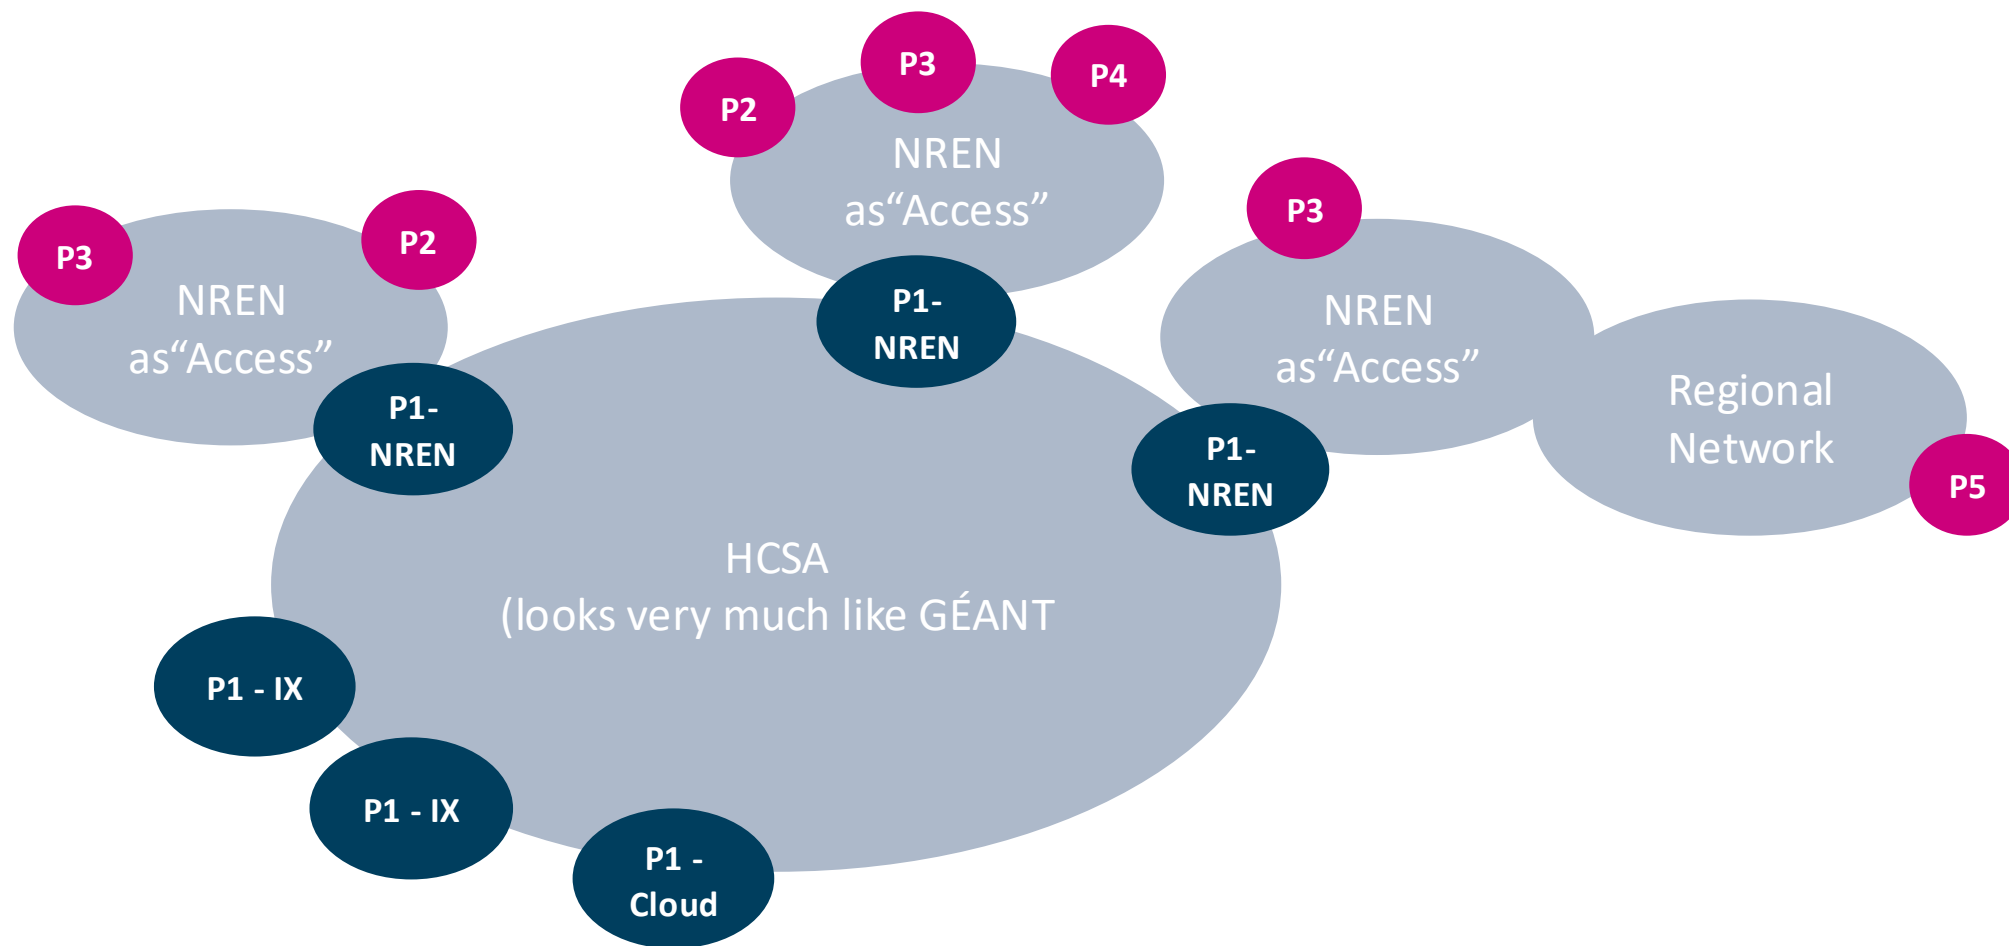 P3
P4
P2
NREN
as“Access”
P3
P2
P3
NREN
as“Access”
P1-
NREN
NREN
as“Access”
Regional
Network
P1-
NREN
P1-
NREN
P5
HCSA
(looks very much like GÉANT
P1 - IX
P1 - IX
P1 -
Cloud